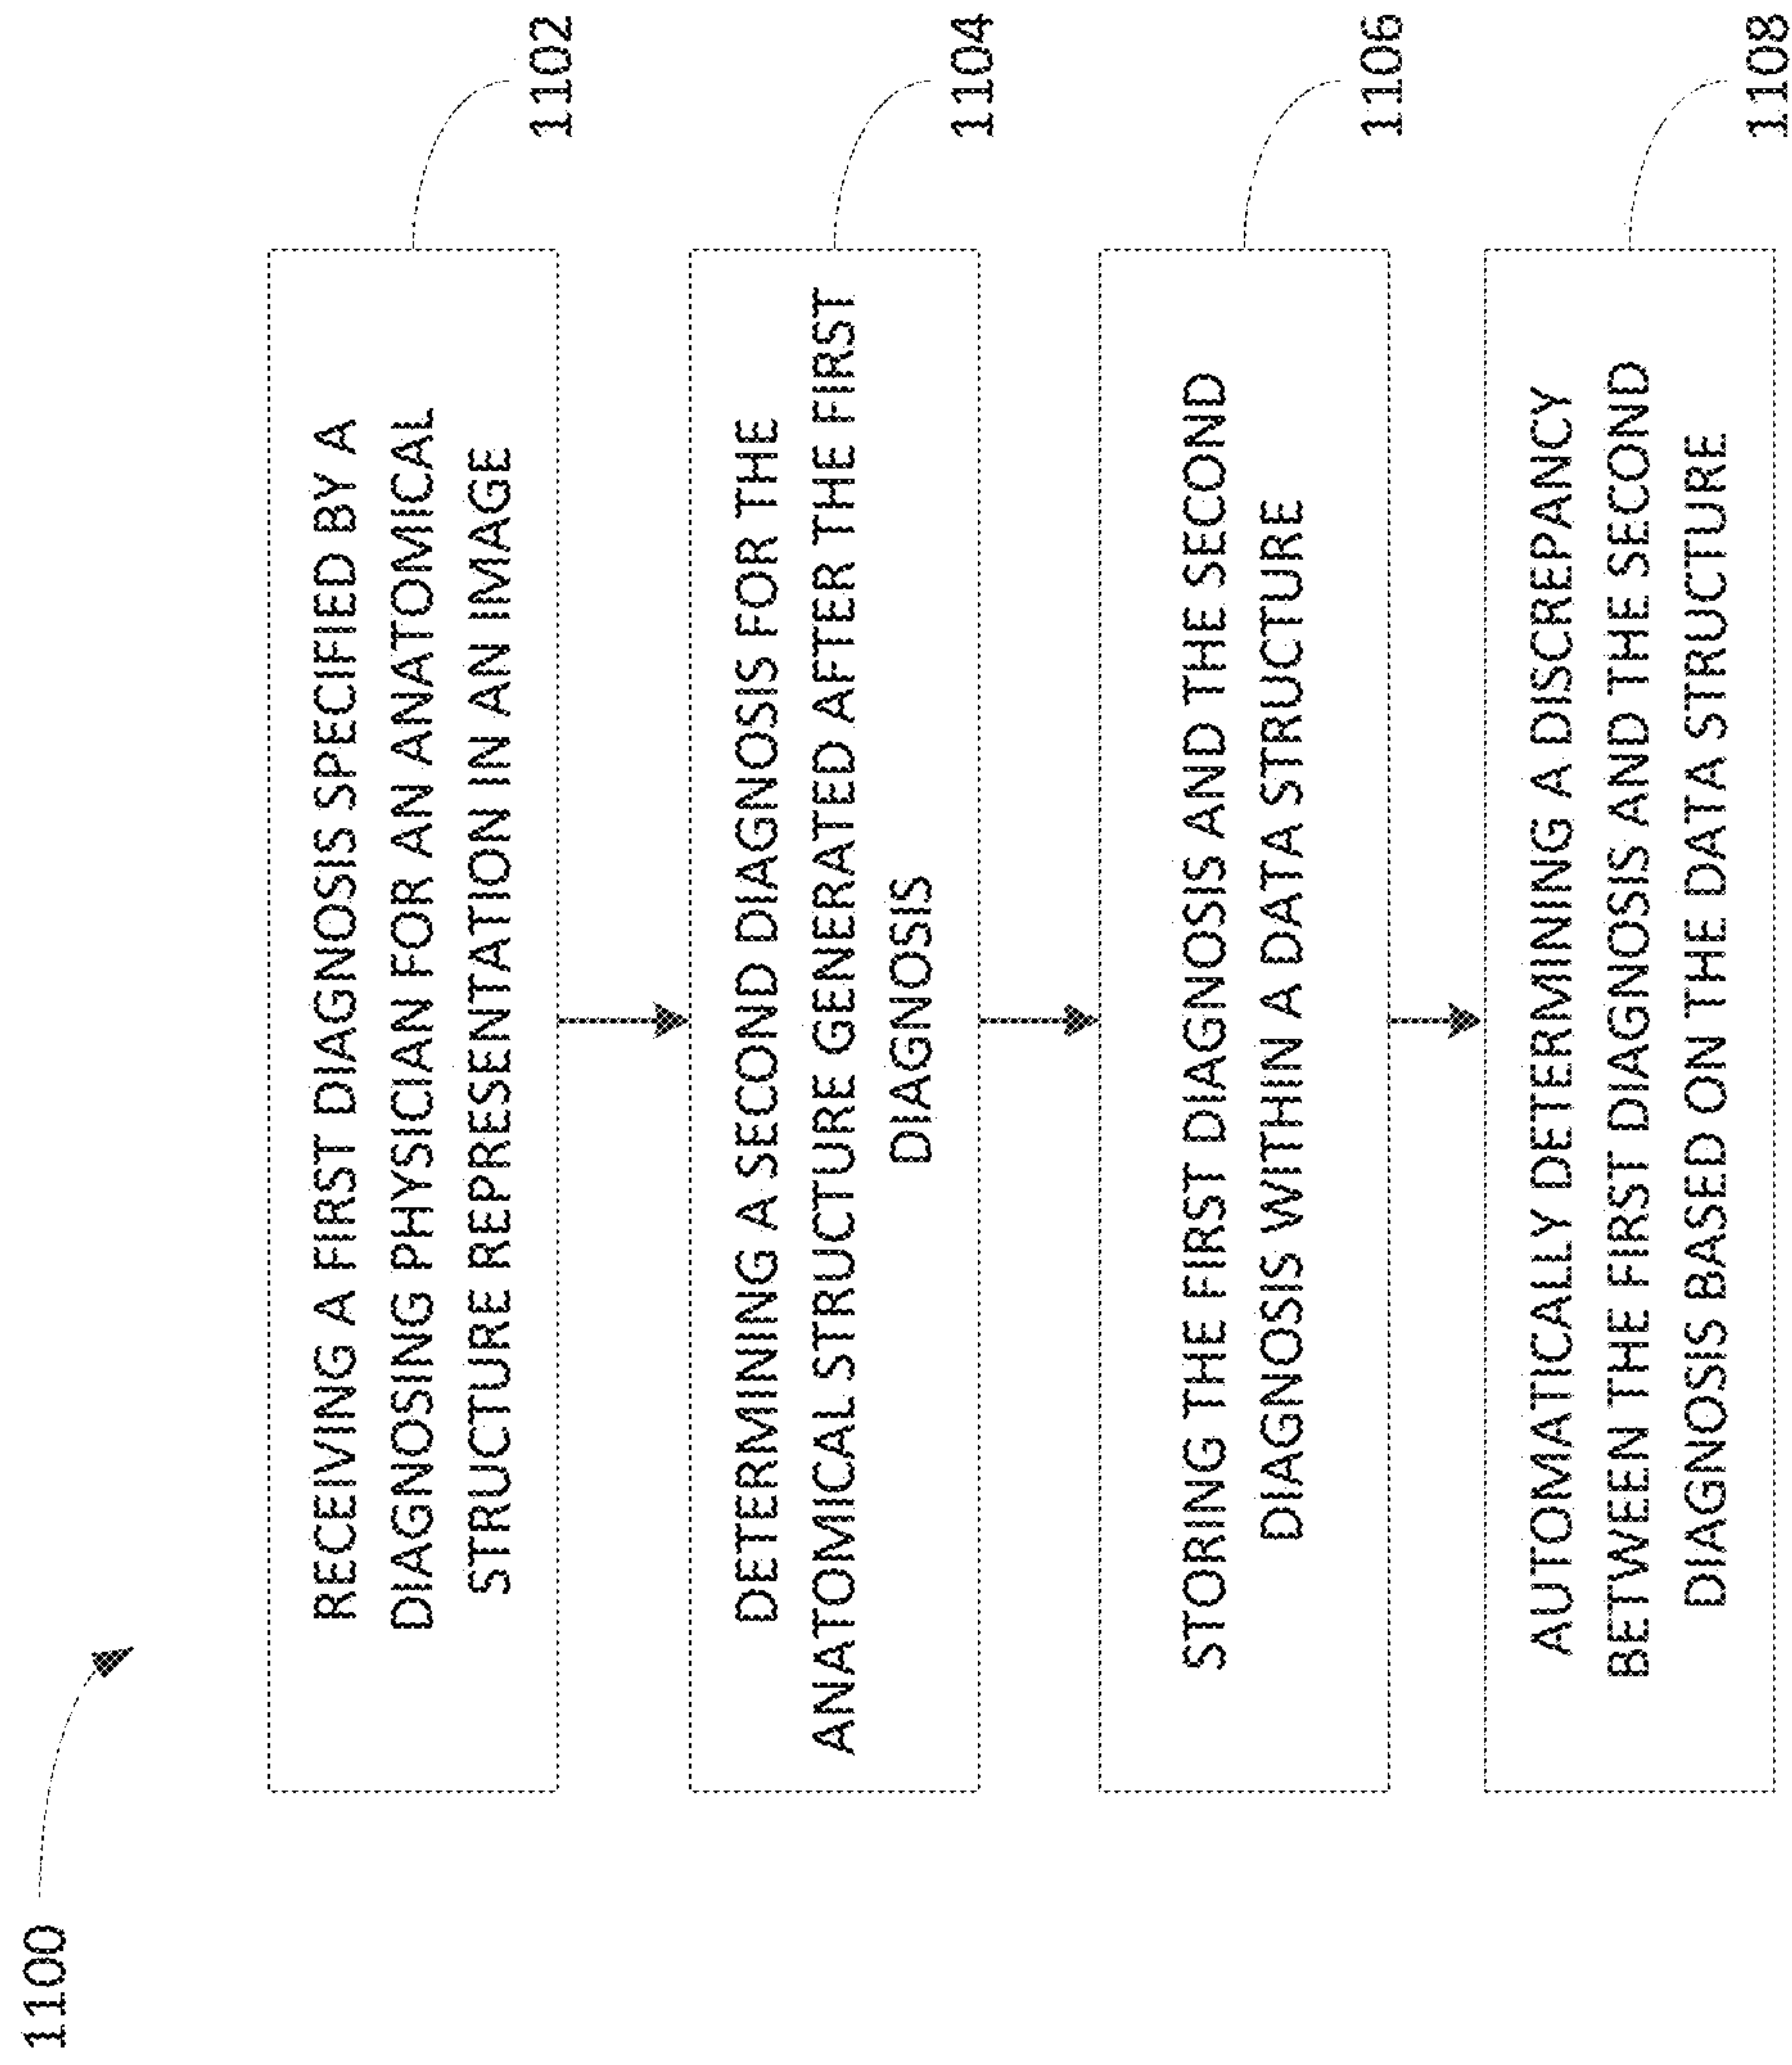 1100
RECEIVING A FIRST DIAGNOSIS SPECIFIED BY A
DIAGNOSING PHYSICIAN FOR AN ANATOMICAL
STRUCTURE REPRESENTATION IN AN IMAGE
1102
DETERMINING A SECOND DIAGNOSIS FOR THE
ANATOMICAL STRUCTURE GENERATED AFTER THE FIRST
DIAGNOSIS
1104
STORING THE FIRST DIAGNOSIS AND THE SECOND
DIAGNOSIS WITHIN A DATA STRUCTURE
1106
AUTOMATICALLY DETERMINING A DISCREPANCY
BETWEEN THE FIRST DIAGNOSIS AND THE SECOND
DIAGNOSIS BASED ON THE DATA STRUCTURE
1108